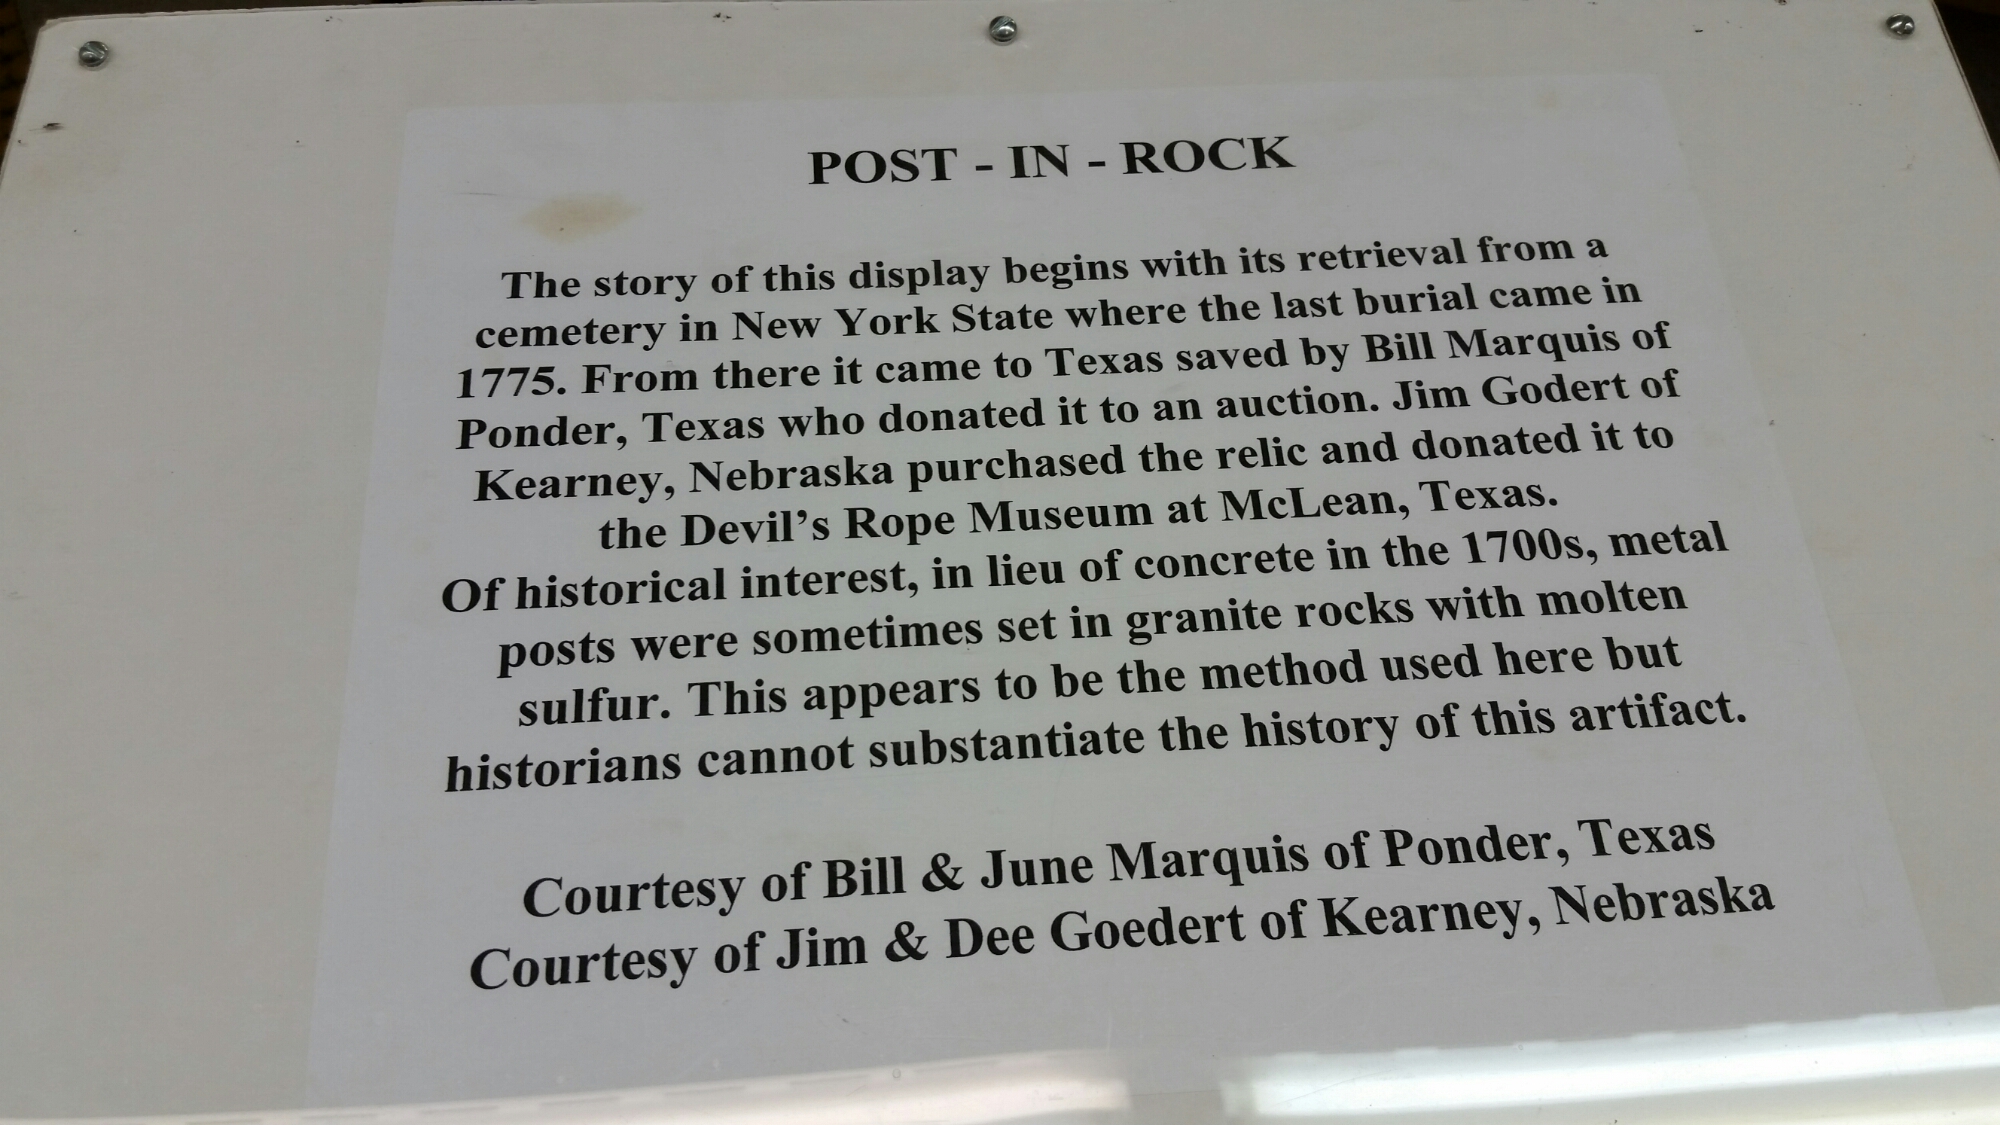 POST - IN - ROCK
The story of this display begins with its retrieval from a
cemetery in New York State where the last burial came in
1775. From there it came to Texas saved by Bill Marquis of
Ponder, Texas who donated it to an auction. Jim Godert of
Kearney, Nebraska purchased the relic and donated it to
the Devil's Rope Museum at McLean, Texas.
Of historical interest, in lieu of concrete in the 1700s, metal
posts were sometimes set in granite rocks with molten
sulfur. This appears to be the method used here but
historians cannot substantiate the history of this artifact.
Courtesy of Bill & June Marquis of Ponder, Texas
Courtesy of Jim & Dee Goedert of Kearney, Nebraska